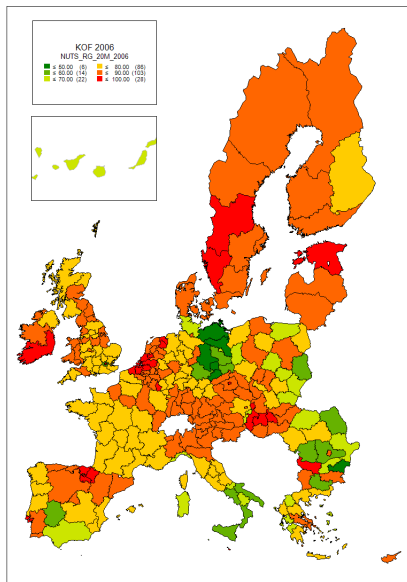 KOF 2006
NUTS_RG_20M_2006
≤ 50.00 (6) ≤ 80.00 (86)
≤ 60.00 (14) ≤ 90.00 (103)
≤ 70.00 (22) ≤ 100.00 (28)